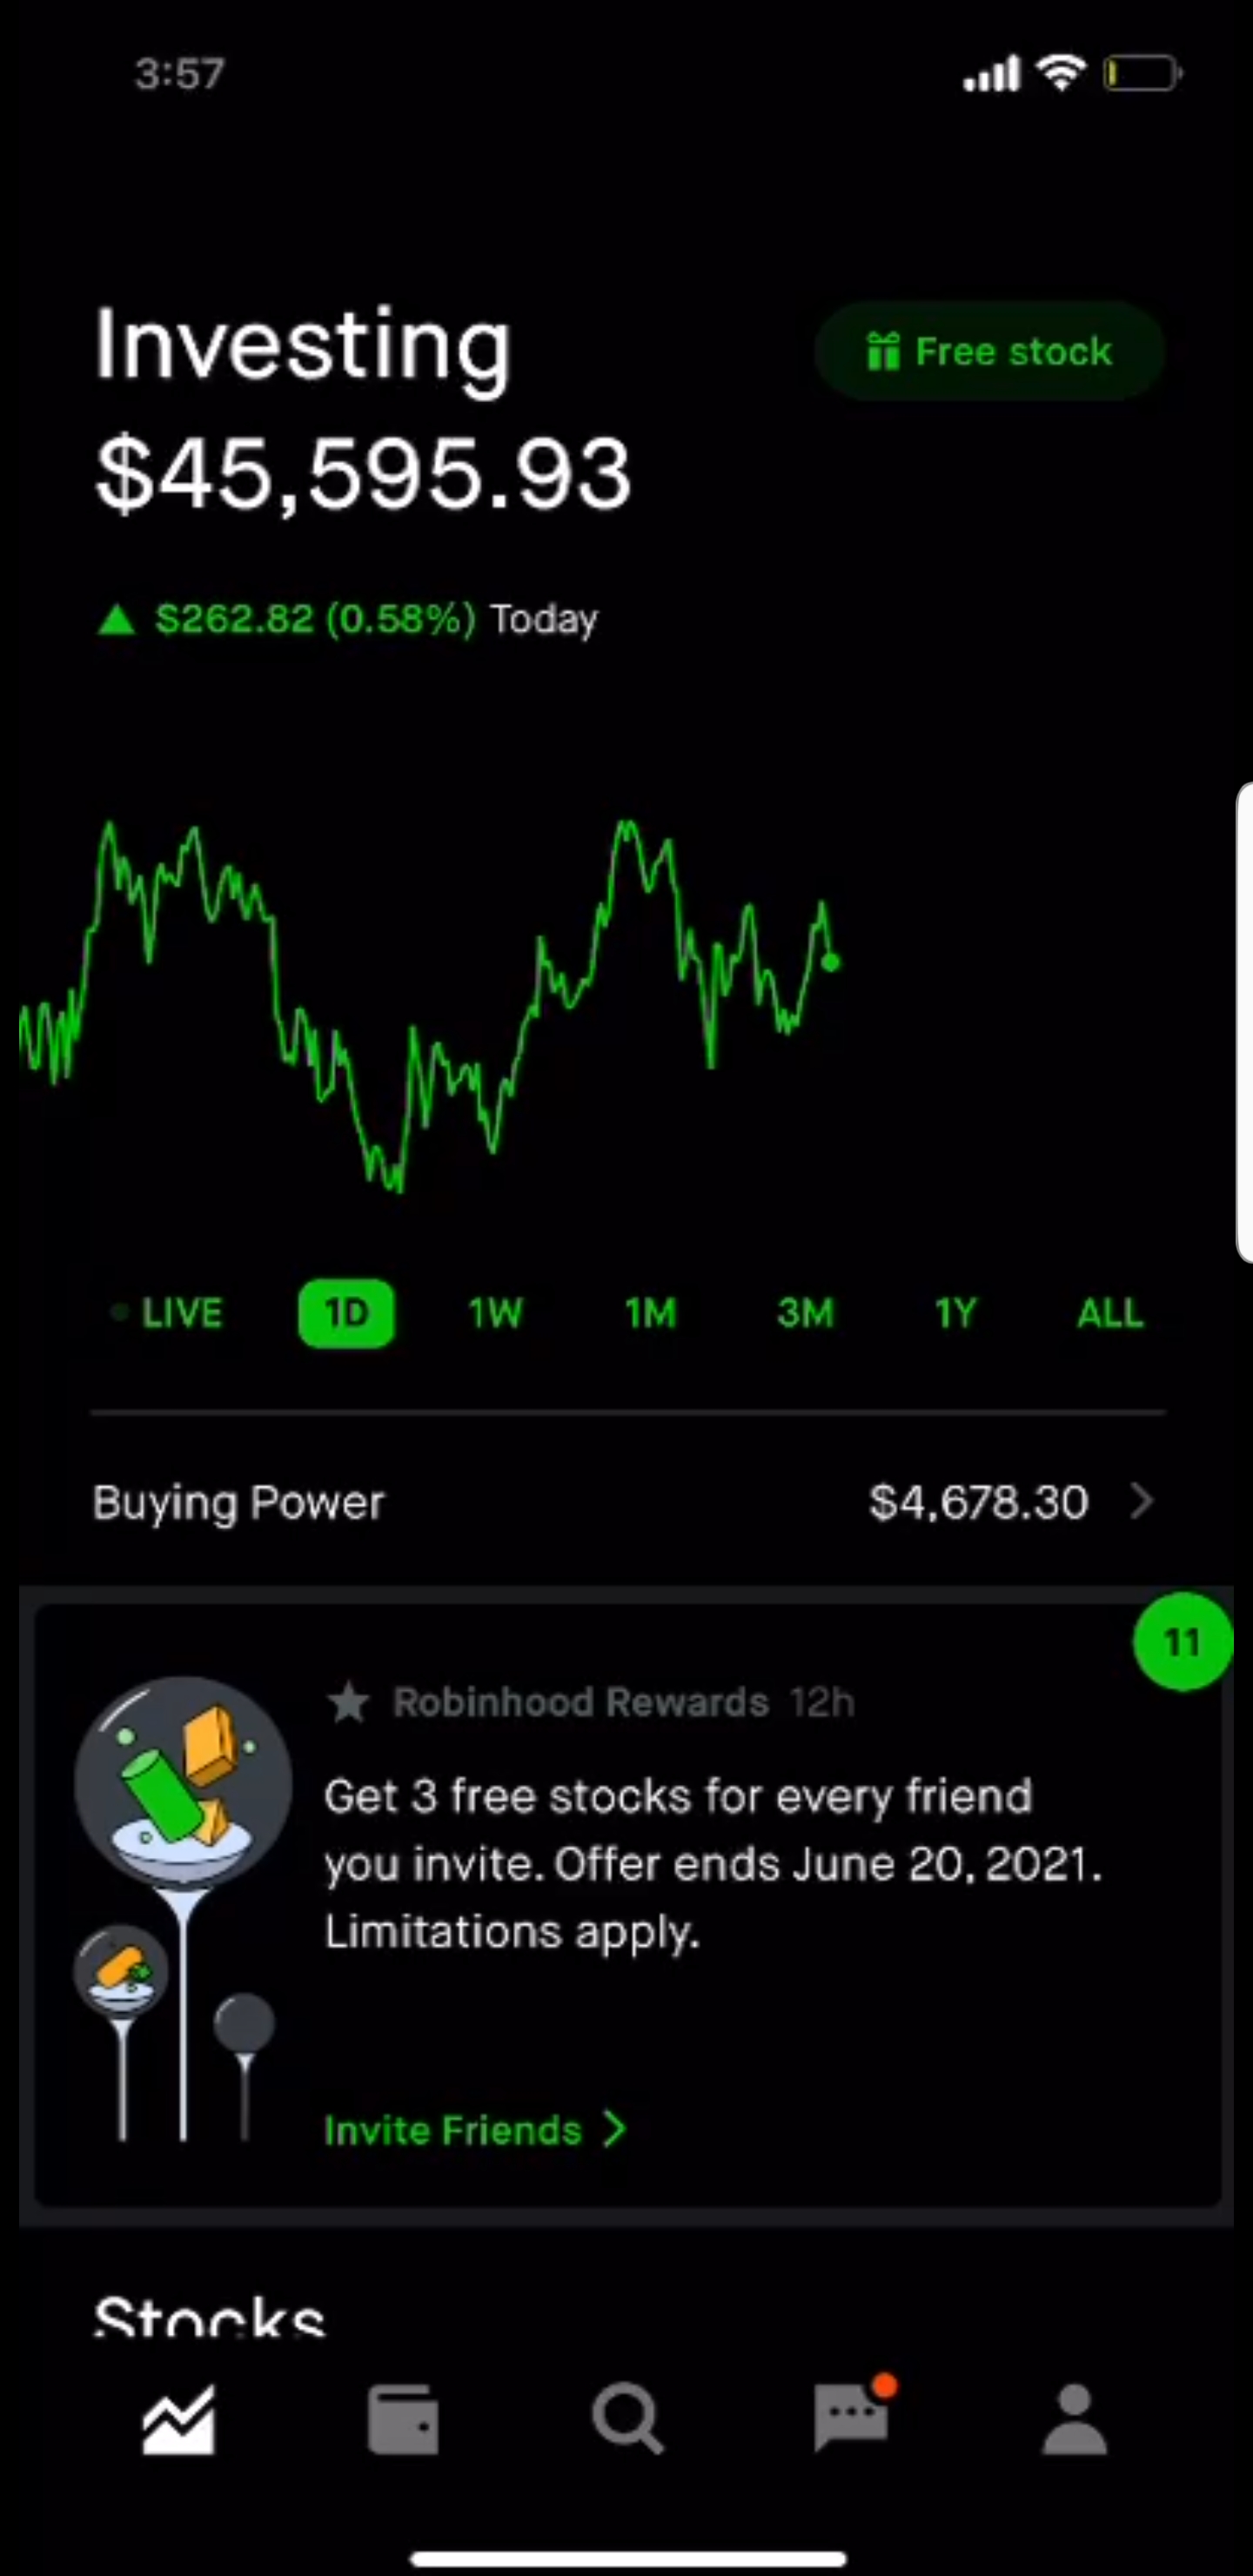 3:57
Investing
Free stock
$45,595.93
$262.82 (0.58%) Today
LIVE 1D 1W 1M 3M 1Y ALL
Buying Power $4,678.30
11
Robinhood Rewards 12h
Get 3 free stocks for every friend
you invite. Offer ends June 20, 2021.
Limitations apply.
Invite Friends
Stocks